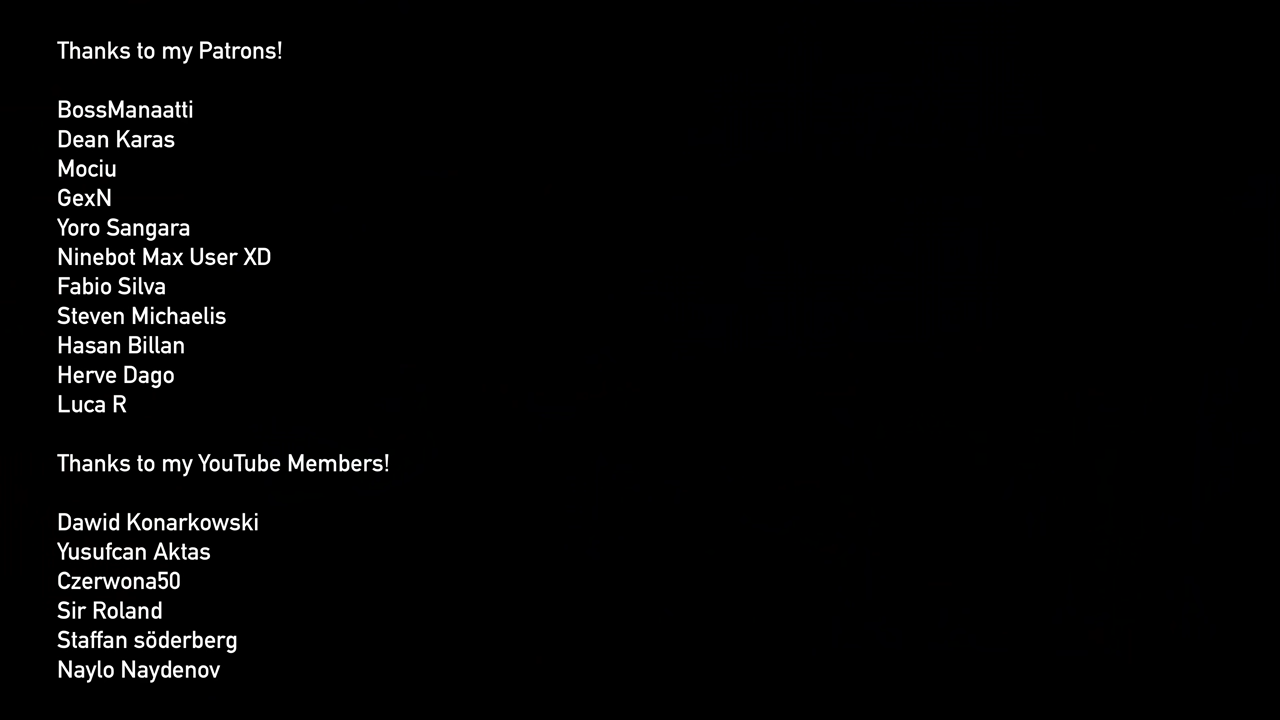 Thanks to my Patrons!
BossManaatti
Dean Karas
Mociu
GexN
Yoro Sangara
Ninebot Max User XD
Fabio Silva
Steven Michaelis
Hasan Billan
Herve Dago
Luca R
Thanks to my YouTube Members!
Dawid Konarkowski
Yusufcan Aktas
Czerwona50
Sir Roland
Staffan söderberg
Naylo Naydenov